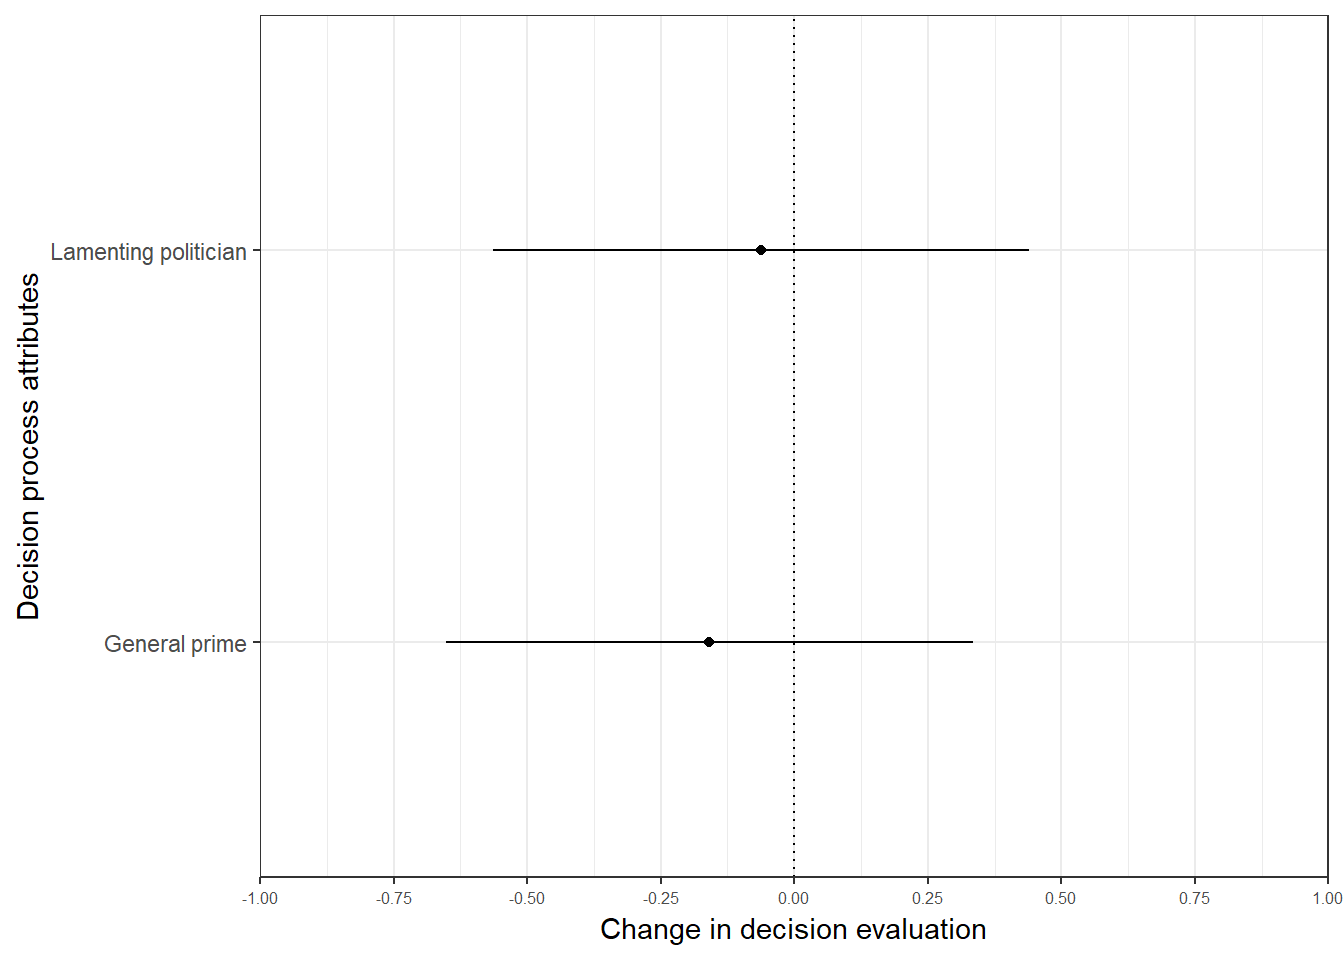 Decision process attributes
Lamenting politician
General prime
-1.00 -0.75 -0.50 -0.25 0.00 0.25 0.50 0.75 1.00
Change in decision evaluation